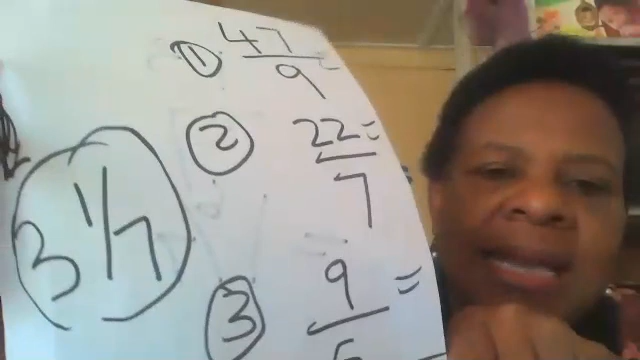 ① 47/9 =
② 22/7 =
3 1/7
③ 9/ =